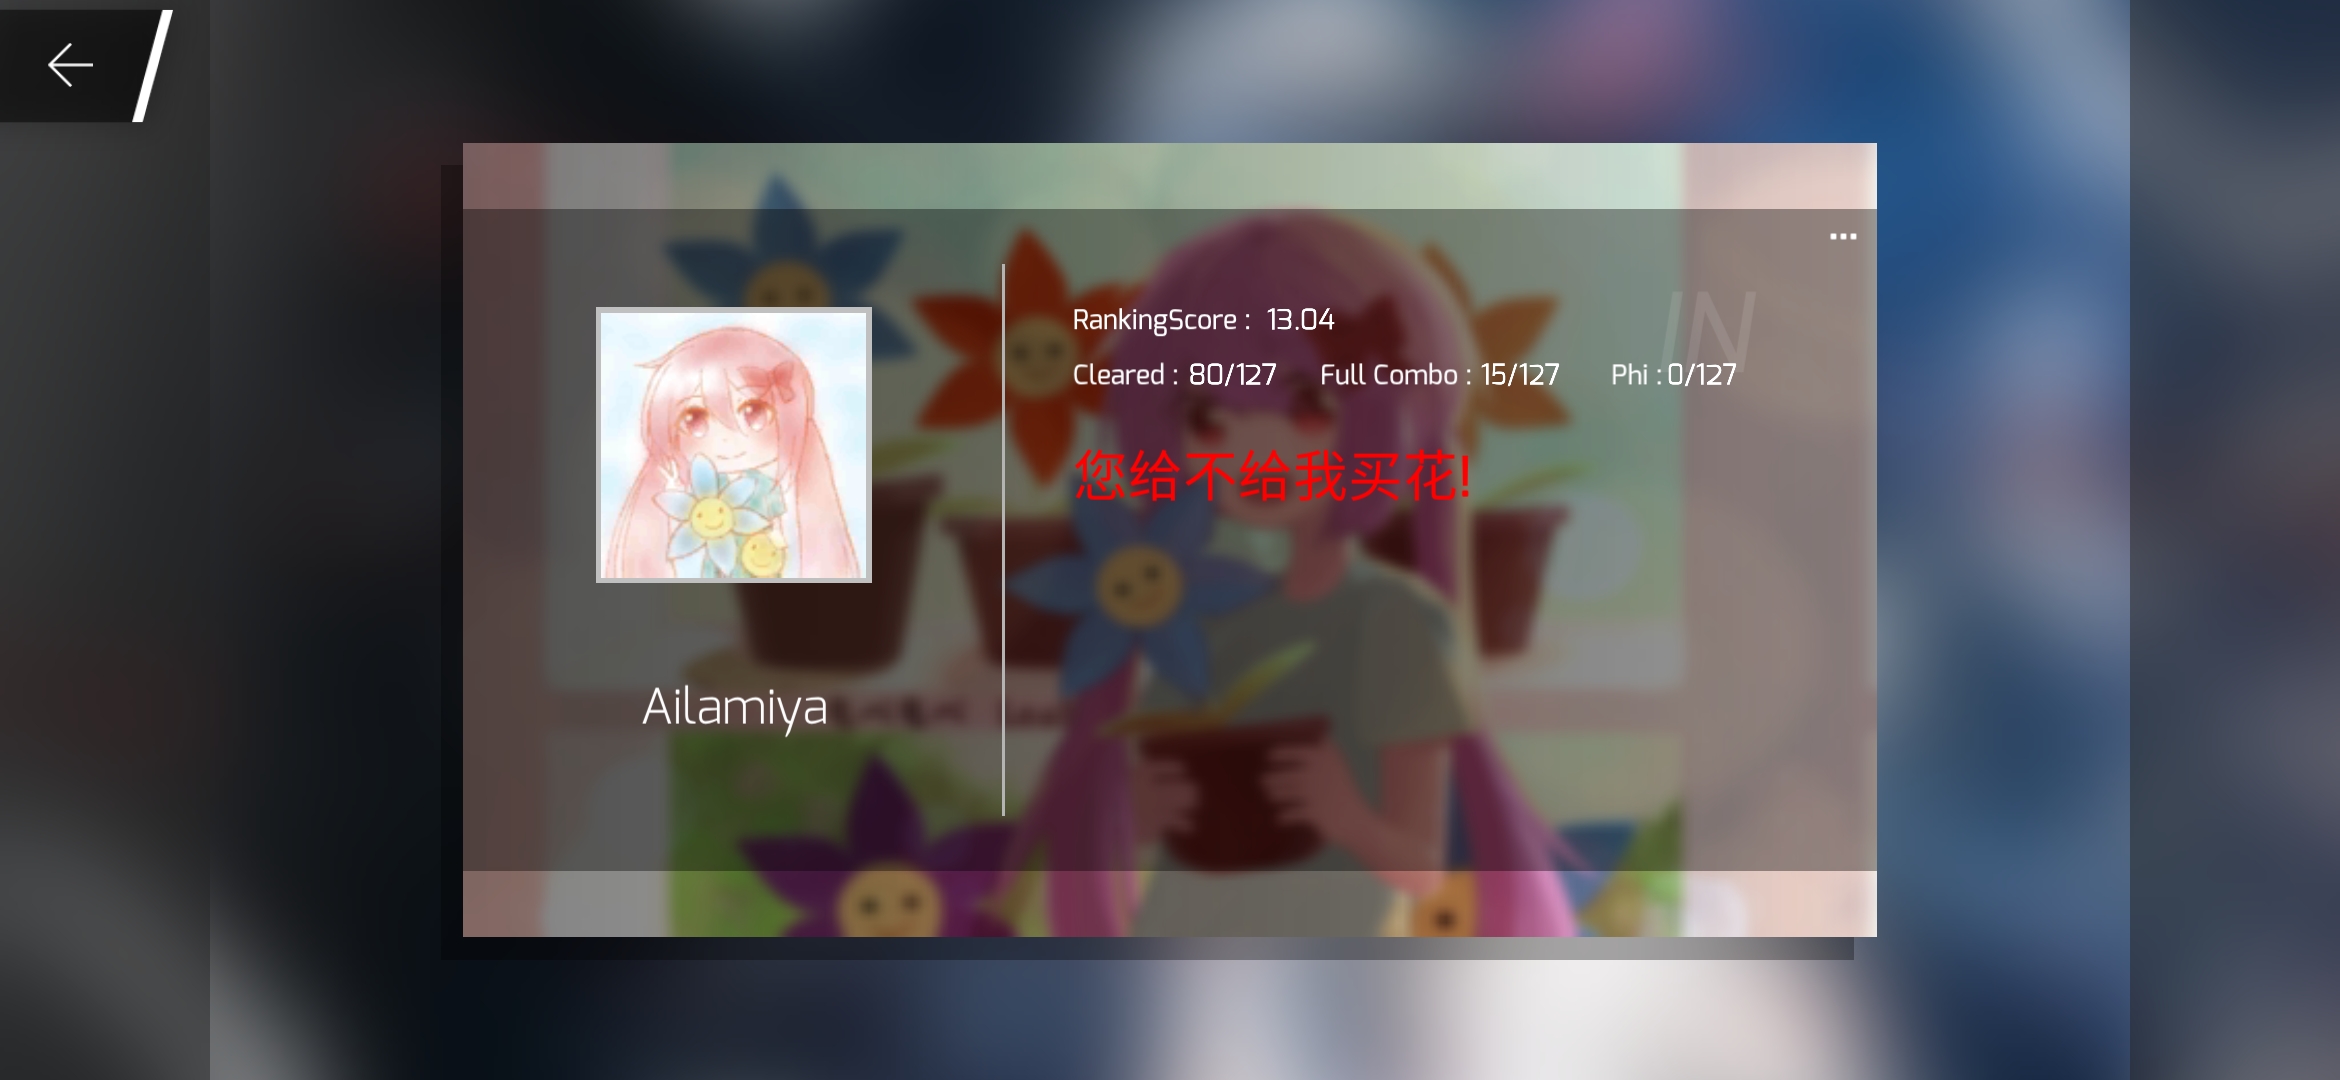 IN
RankingScore : 13.04
Cleared : 80/127 Full Combo : 15/127 Phi : 0/127
您给不给我买花!
Ailamiya